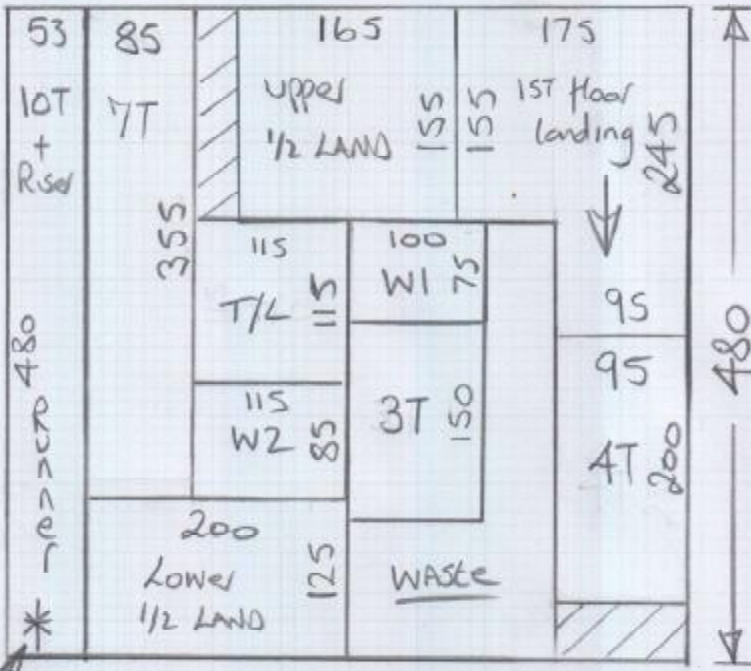 53
10T
+
Riser
480
runner
*
85
7T
355
165
upper
1/2 LAND
155
175
1ST floor
landing
155
245
95
115
T/L
115
115
W2
85
100
W1
75
3T
150
95
4T
200
200
Lower
1/2 LAND
125
WASTE
480